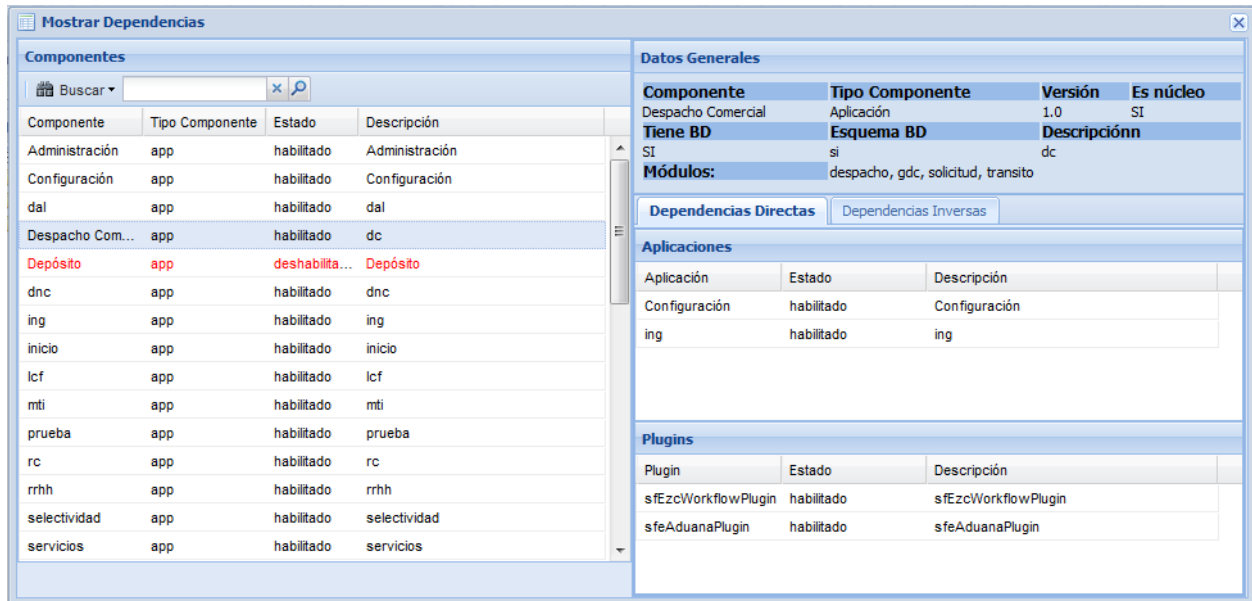 Mostrar Dependencias
Componentes
Buscar
Componente Tipo Componente Estado Descripción
Administración app habilitado Administración
Configuración app habilitado Configuración
dal app habilitado dal
Despacho Com... app habilitado dc
Depósito app deshabilita... Depósito
dnc app habilitado dnc
ing app habilitado ing
inicio app habilitado inicio
lcf app habilitado lcf
mti app habilitado mti
prueba app habilitado prueba
rc app habilitado rc
rrhh app habilitado rrhh
selectividad app habilitado selectividad
servicios app habilitado servicios
Datos Generales
Componente Tipo Componente Versión Es núcleo
Despacho Comercial Aplicación 1.0 SI
Tiene BD Esquema BD Descripciónn
SI si dc
Módulos: despacho, gdc, solicitud, transito
Dependencias Directas Dependencias Inversas
Aplicaciones
Aplicación Estado Descripción
Configuración habilitado Configuración
ing habilitado ing
Plugins
Plugin Estado Descripción
sfEzcWorkflowPlugin habilitado sfEzcWorkflowPlugin
sfeAduanaPlugin habilitado sfeAduanaPlugin